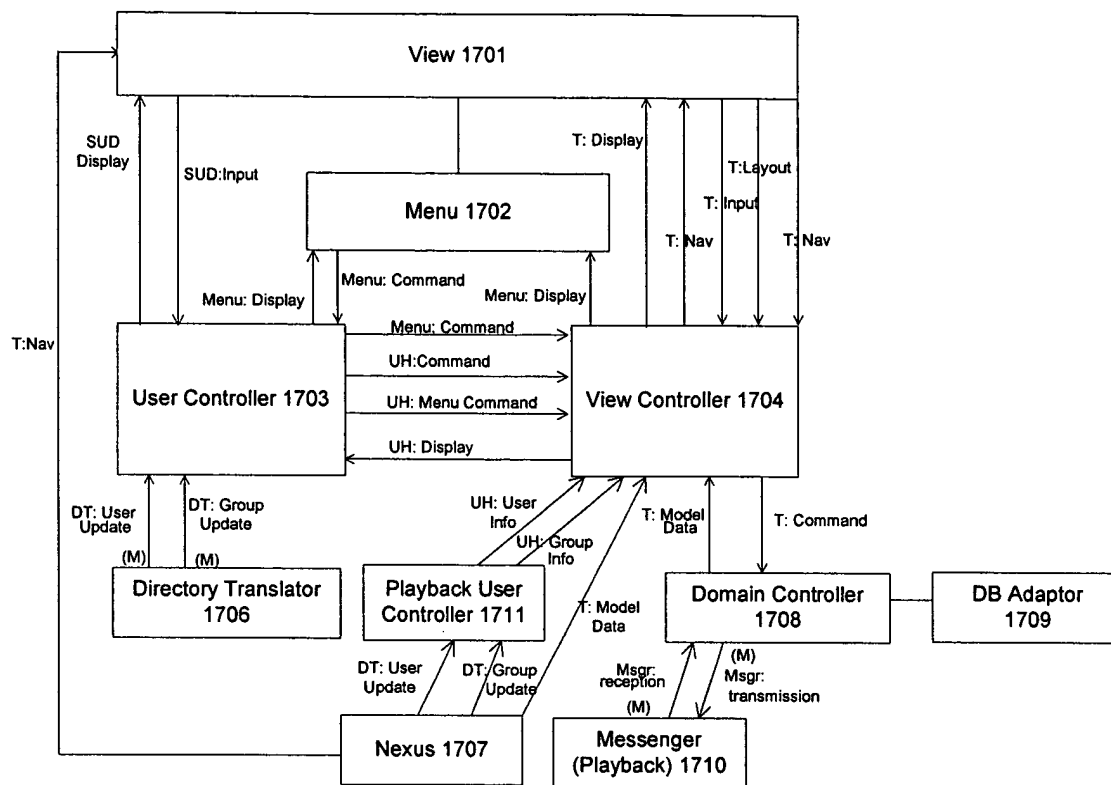 View 1701
SUD
Display
SUD:Input
T: Display
T:Layout
T: Input
T: Nav
T: Nav
Menu 1702
Menu: Display
Menu: Command
Menu: Display
T:Nav
User Controller 1703
Menu: Command
UH:Command
UH: Menu Command
UH: Display
View Controller 1704
DT: User
Update
DT: Group
Update
(M)
(M)
UH: User
Info
UH: Group
Info
T: Model
Data
T: Command
Directory Translator
1706
Playback User
Controller 1711
T: Model
Data
Domain Controller
1708
DB Adaptor
1709
DT: User
Update
DT: Group
Update
Msgr:
reception
(M)
(M)
Msgr:
transmission
Nexus 1707
Messenger
(Playback) 1710